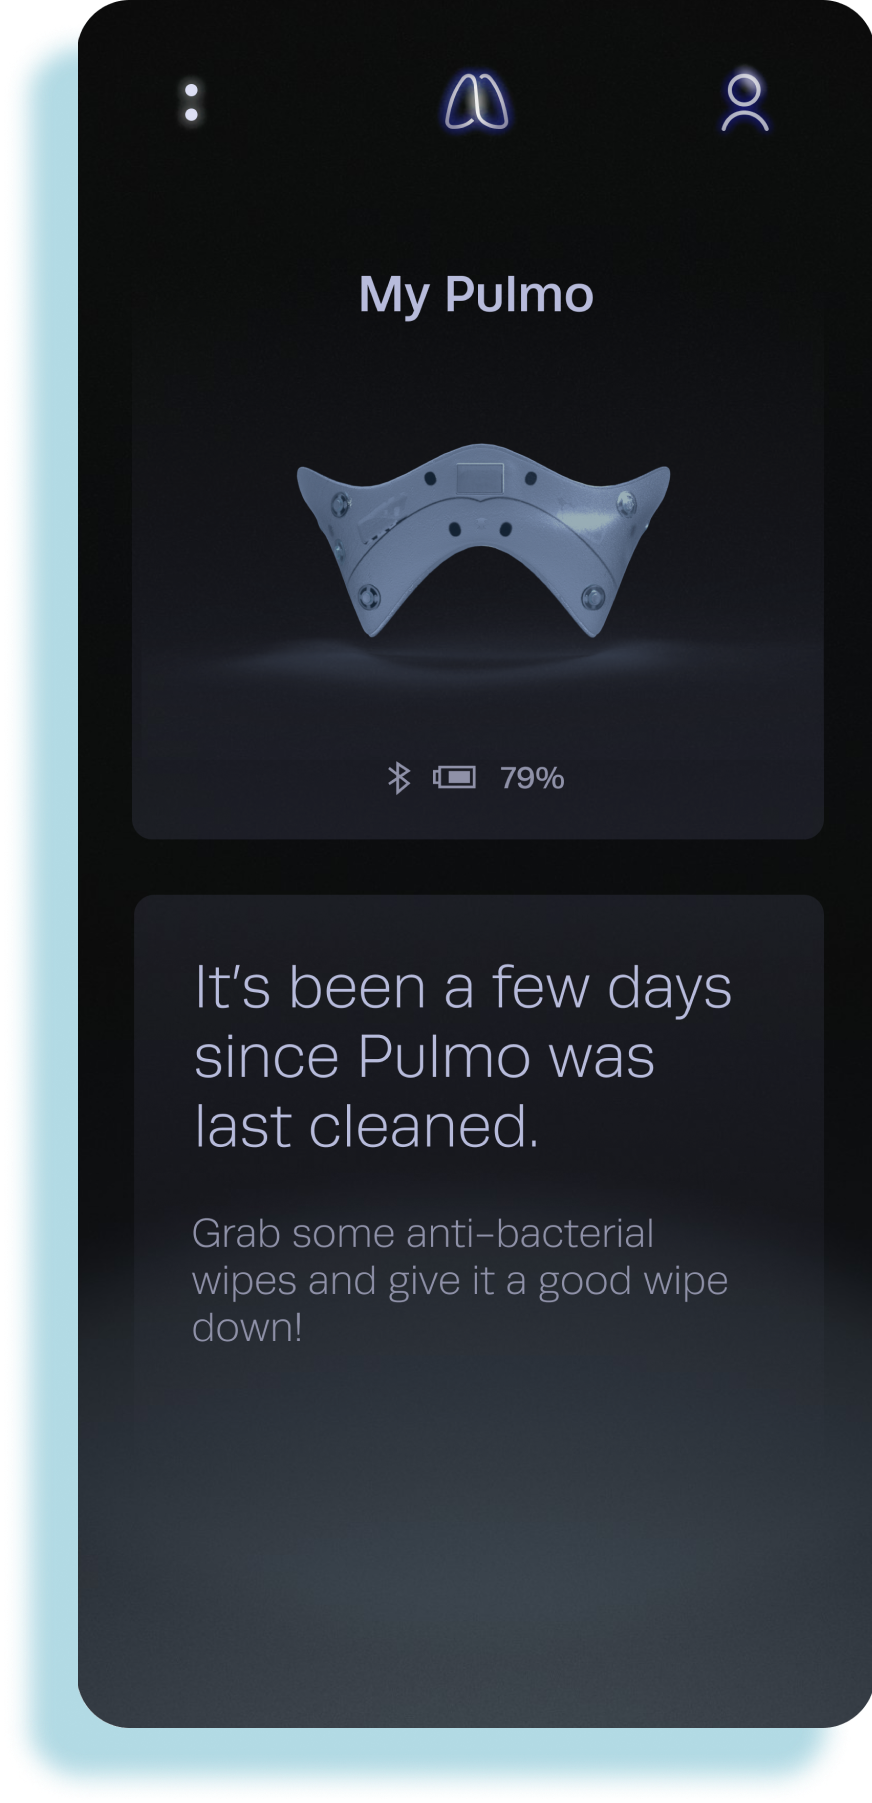 My Pulmo
79%
It’s been a few days
since Pulmo was
last cleaned.
Grab some anti–bacterial
wipes and give it a good wipe
down!